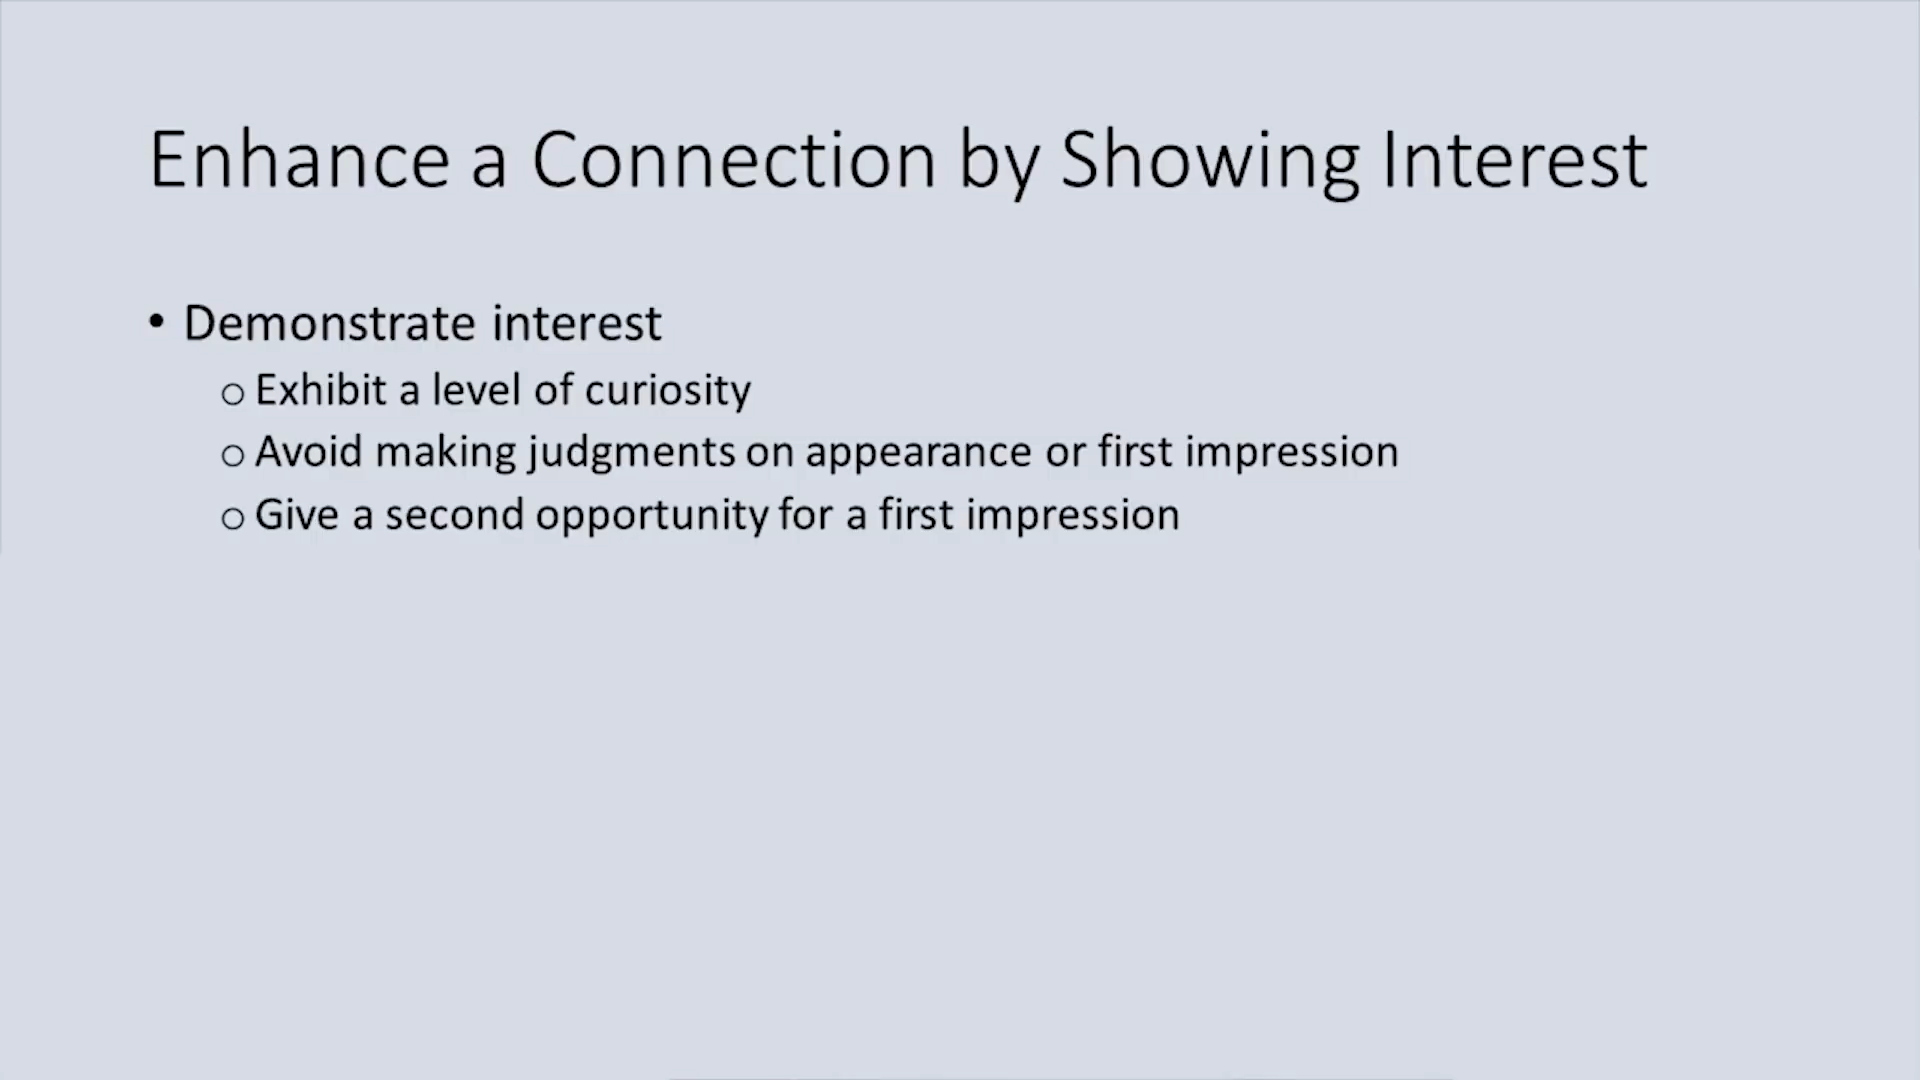 Enhance a Connection by Showing Interest
• Demonstrate interest
o Exhibit a level of curiosity
o Avoid making judgments on appearance or first impression
o Give a second opportunity for a first impression